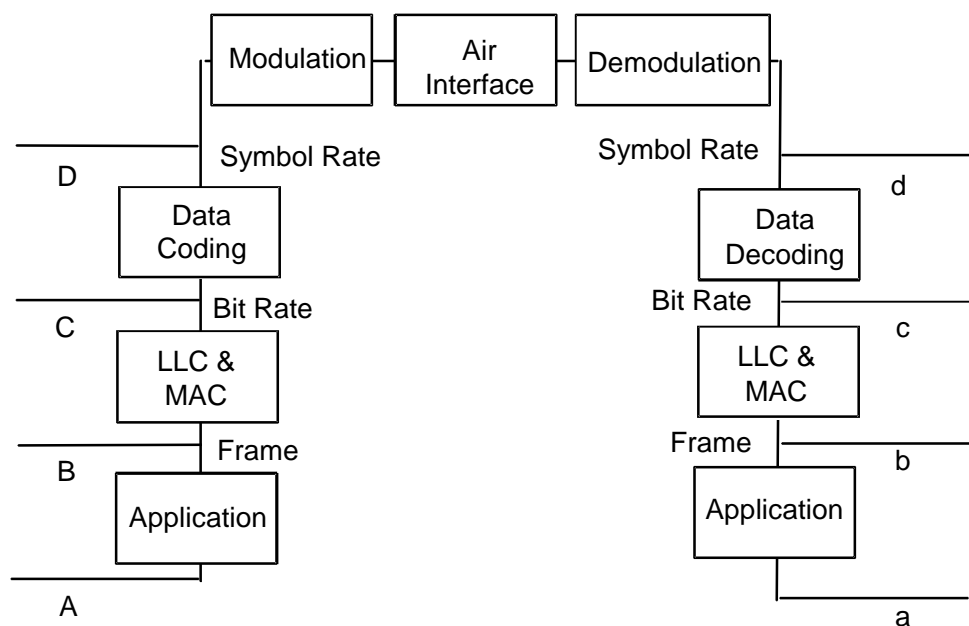 Modulation
Air
Interface
Demodulation
Symbol Rate
D
Data
Coding
Bit Rate
C
LLC &
MAC
Frame
B
Application
A
Symbol Rate
d
Data
Decoding
Bit Rate
c
LLC &
MAC
Frame
b
Application
a